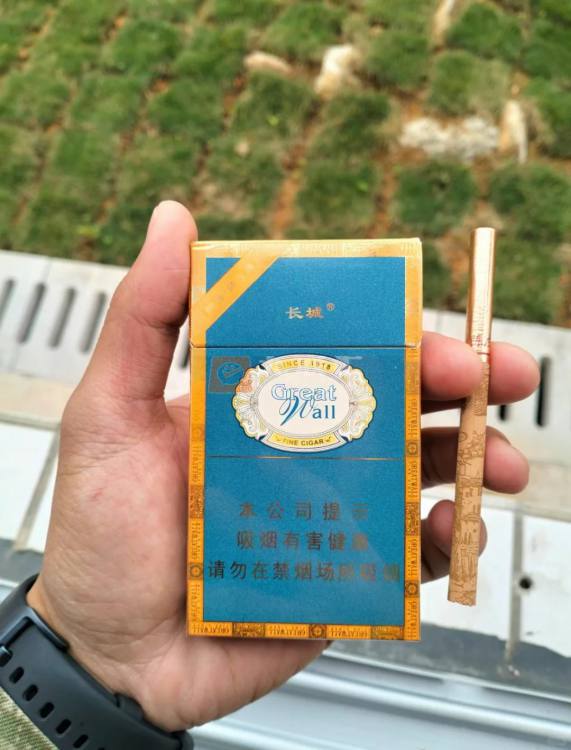 长城®
SINCE 1918
Great
Wall
FINE CIGAR
本公司提示
吸烟有害健康
请勿在禁烟场所吸烟